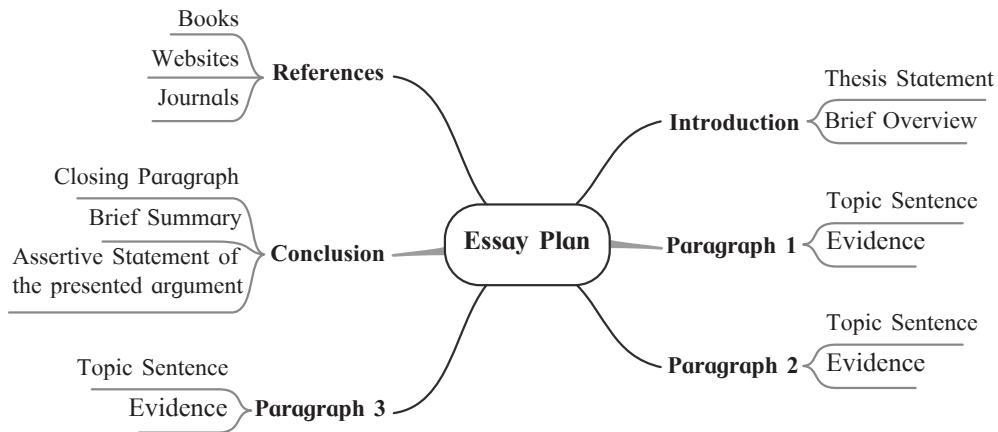 Books
Websites
Journals
References
Closing Paragraph
Brief Summary
Assertive Statement of
the presented argument
Conclusion
Topic Sentence
Evidence
Paragraph 3
Essay Plan
Introduction
Thesis Statement
Brief Overview
Paragraph 1
Topic Sentence
Evidence
Paragraph 2
Topic Sentence
Evidence